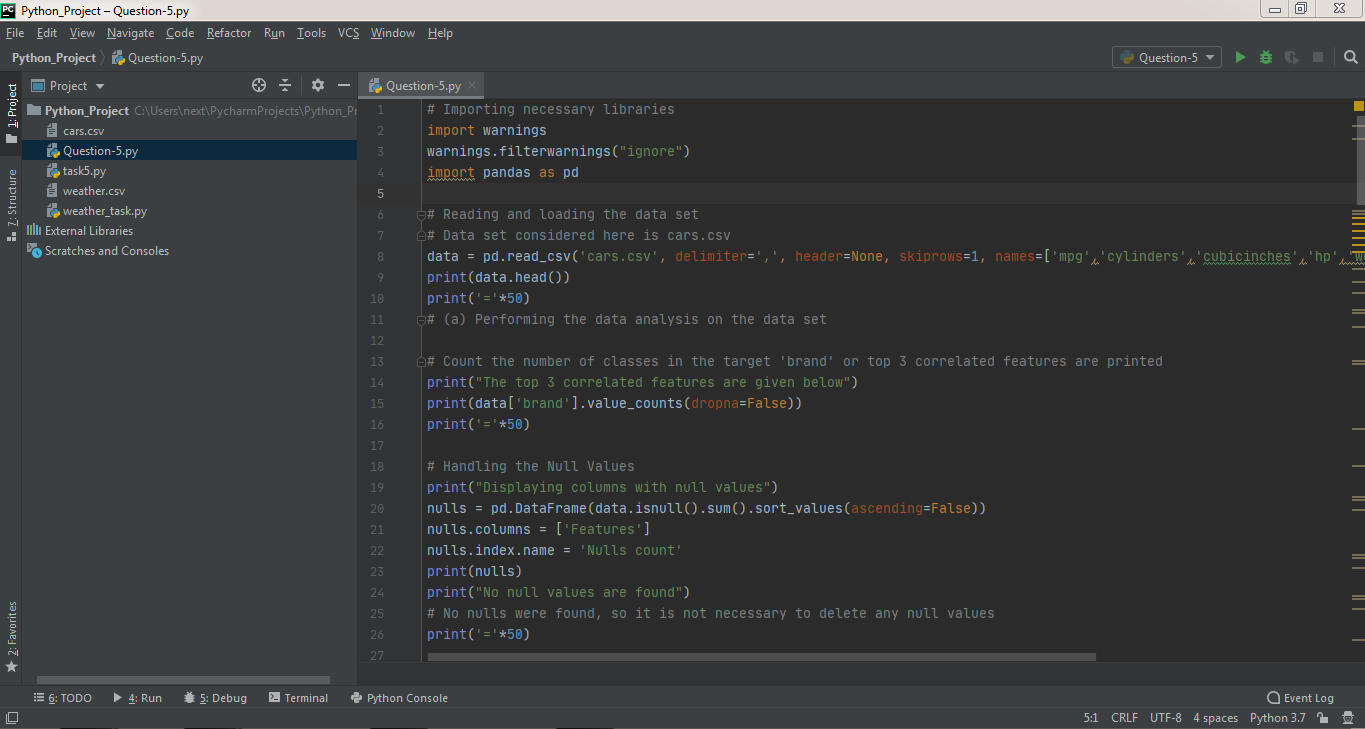 PC Python_Project – Question-5.py
File Edit View Navigate Code Refactor Run Tools VCS Window Help
Python_Project Question-5.py Question-5
Project
Question-5.py
1: Project
7: Structure
2: Favorites
Python_Project C:\Users\next\PycharmProjects\Python_Pr
cars.csv
Question-5.py
task5.py
weather.csv
weather_task.py
External Libraries
Scratches and Consoles
1 # Importing necessary libraries
2 import warnings
3 warnings.filterwarnings("ignore")
4 import pandas as pd
5
6 # Reading and loading the data set
7 # Data set considered here is cars.csv
8 data = pd.read_csv('cars.csv', delimiter=',', header=None, skiprows=1, names=['mpg','cylinders','cubicinches','hp','we
9 print(data.head())
10 print('='*50)
11 # (a) Performing the data analysis on the data set
12
13 # Count the number of classes in the target 'brand' or top 3 correlated features are printed
14 print("The top 3 correlated features are given below")
15 print(data['brand'].value_counts(dropna=False))
16 print('='*50)
17
18 # Handling the Null Values
19 print("Displaying columns with null values")
20 nulls = pd.DataFrame(data.isnull().sum().sort_values(ascending=False))
21 nulls.columns = ['Features']
22 nulls.index.name = 'Nulls count'
23 print(nulls)
24 print("No null values are found")
25 # No nulls were found, so it is not necessary to delete any null values
26 print('='*50)
27
6: TODO 4: Run 5: Debug Terminal Python Console Event Log
5:1 CRLF UTF-8 4 spaces Python 3.7